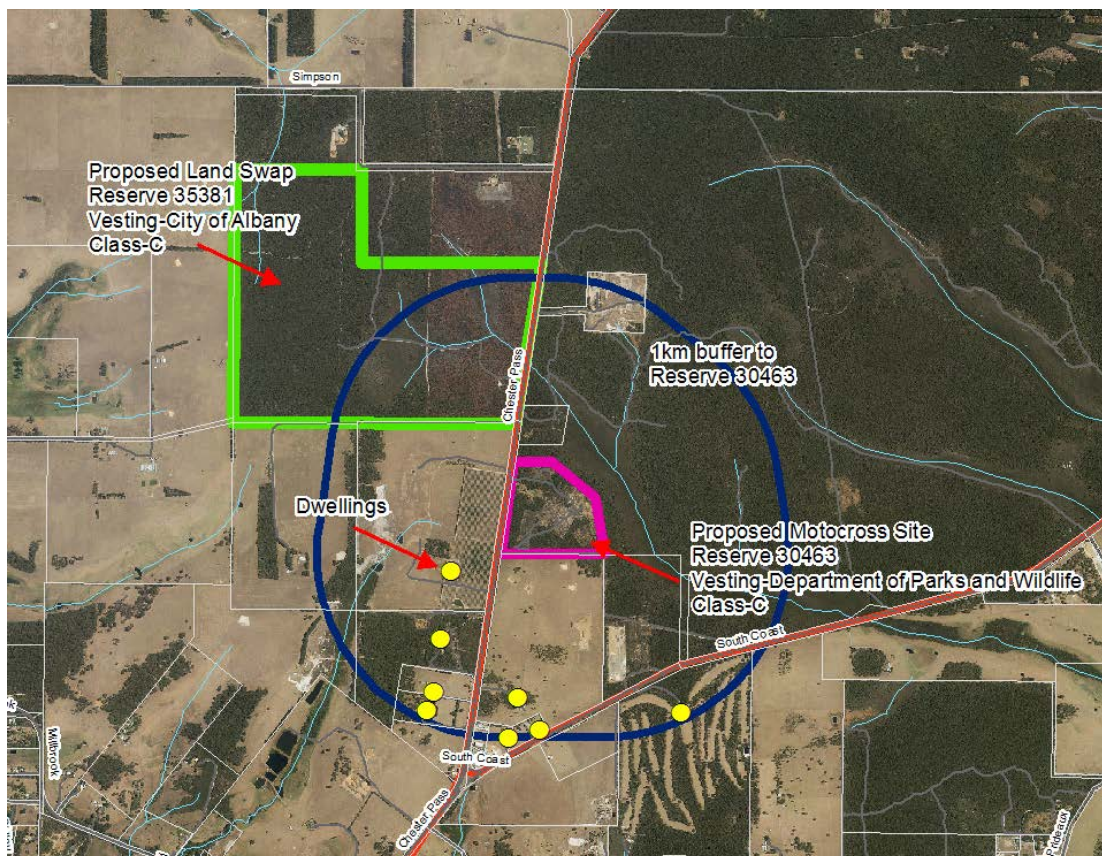 Simpson
Proposed Land Swap
Reserve 35381
Vesting-City of Albany
Class-C
Chester Pass
1km buffer to
Reserve 30463
Dwellings
Proposed Motocross Site
Reserve 30463
Vesting-Department of Parks and Wildlife
Class-C
South Coast
Millbrook
South Coast
Chester Pass
Prideaux